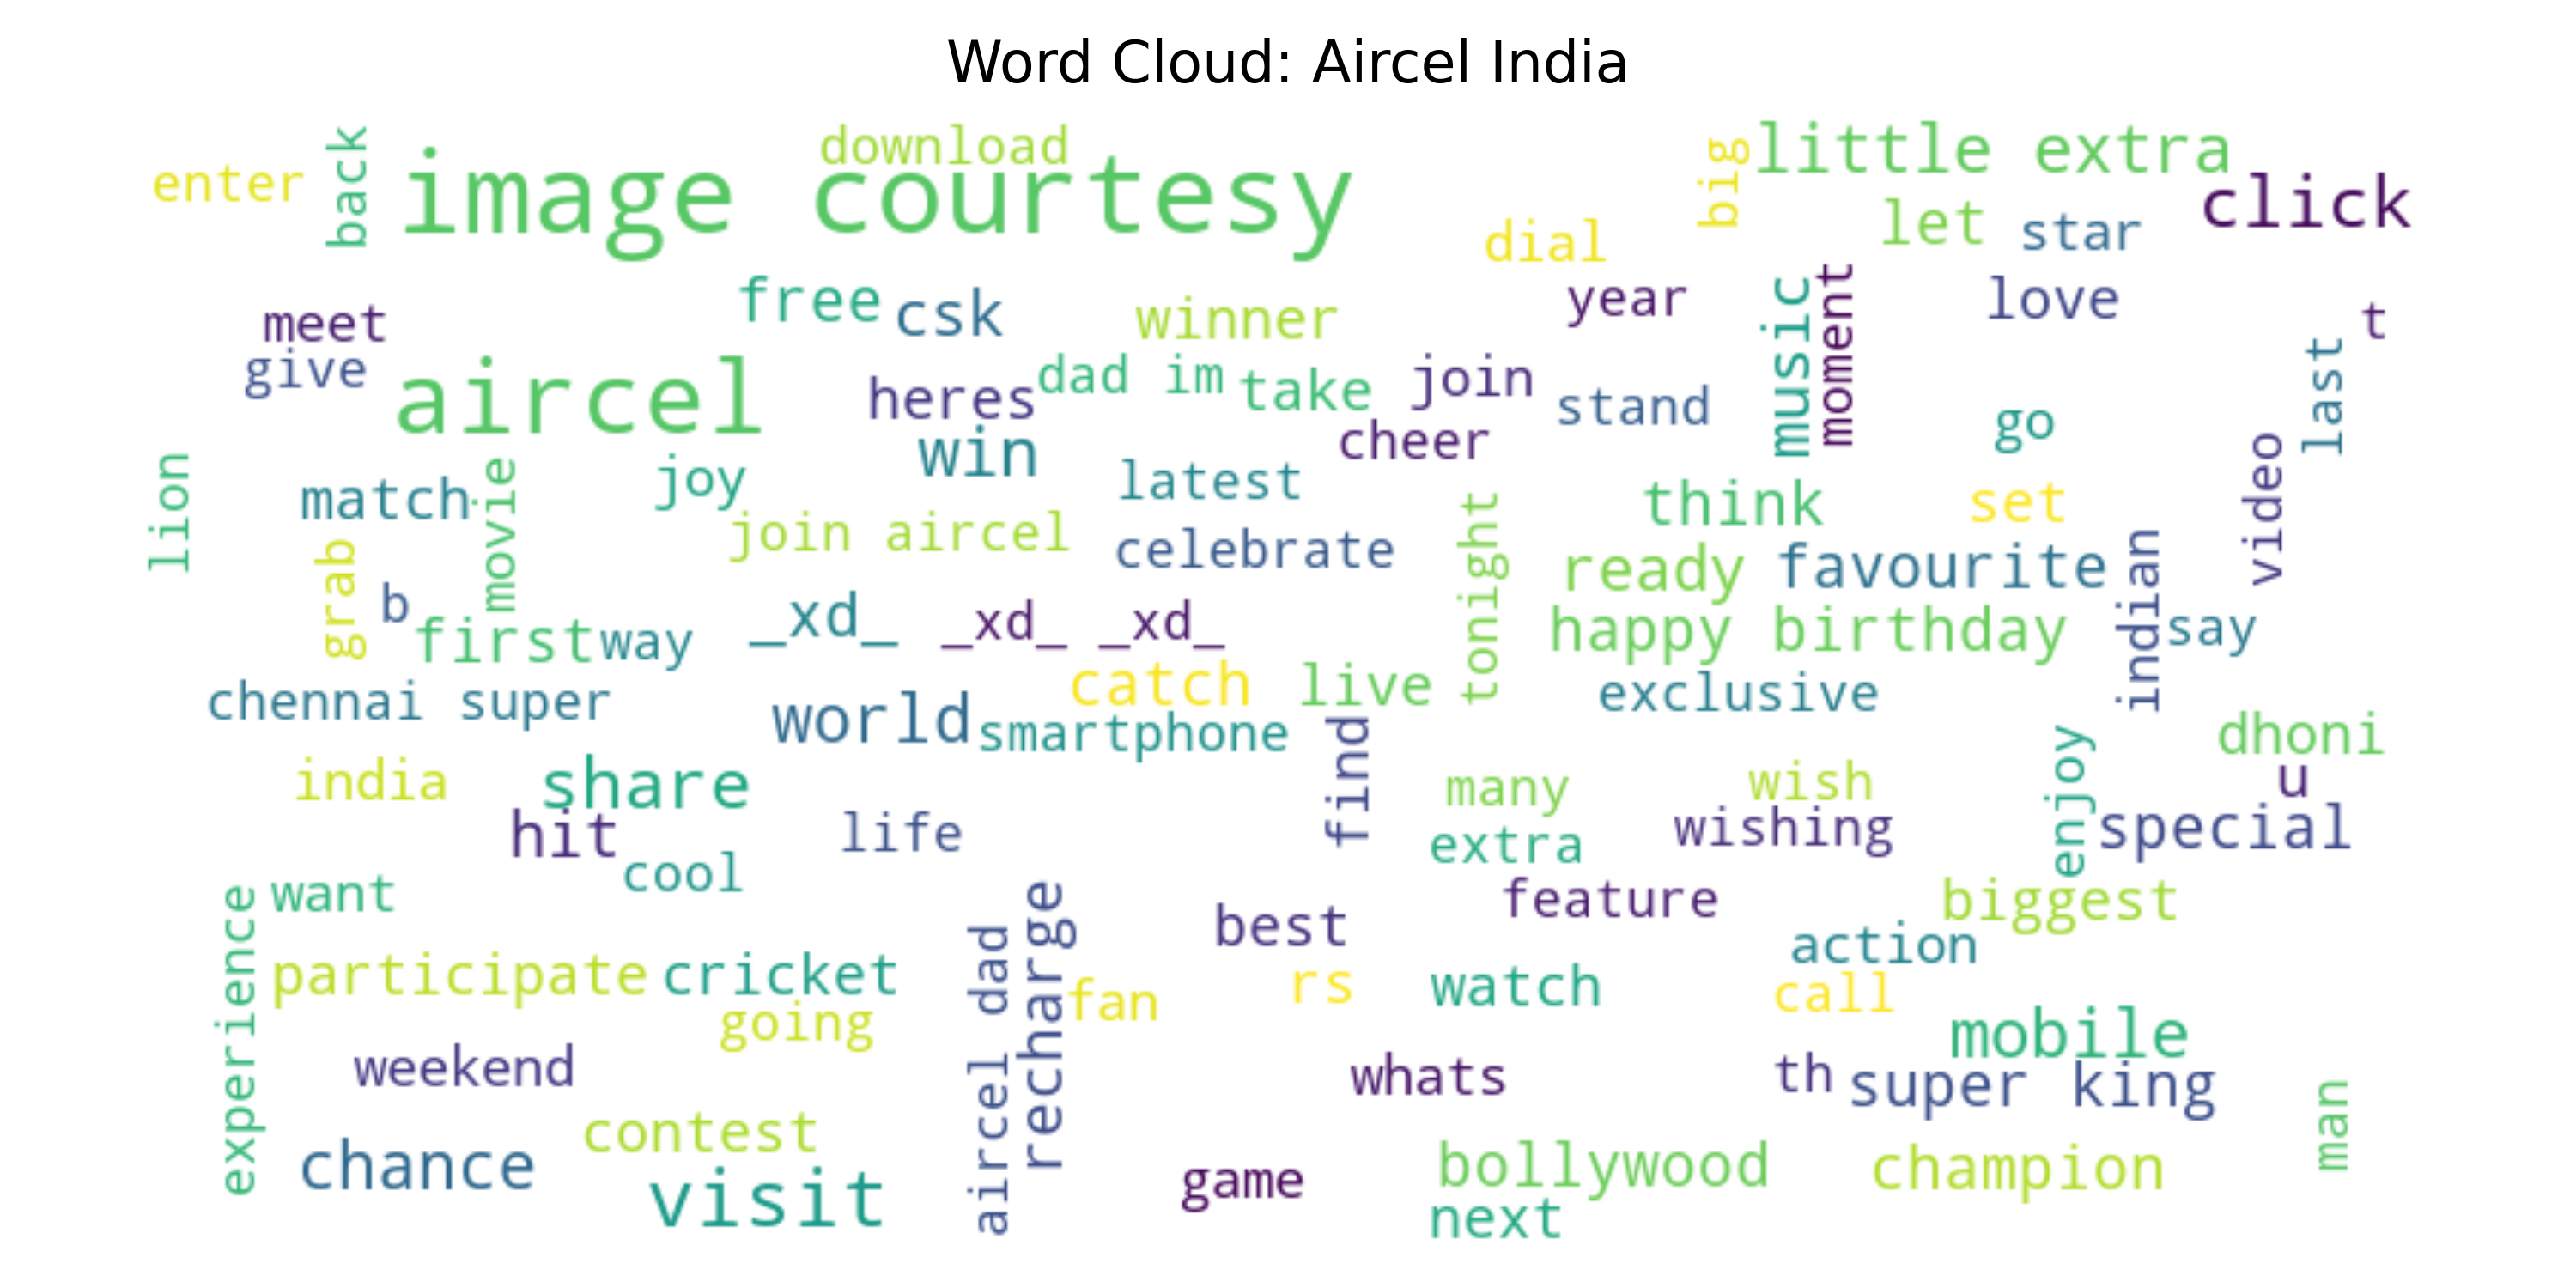 Word Cloud: Aircel India
enter
back
image courtesy
download
big
little extra
click
dial
let
star
meet
free
csk
winner
year
music
moment
love
t
give
aircel
heres
dad im
take
join
stand
last
cheer
go
win
lion
match
movie
joy
latest
video
think
set
join aircel
celebrate
tonight
grab
b
ready
favourite
indian
first
way
_xd_
_xd_ _xd_
happy birthday
say
chennai super
catch
live
exclusive
world
smartphone
find
dhoni
india
share
many
wish
enjoy
u
hit
life
extra
wishing
special
cool
want
experience
feature
biggest
best
action
participate
cricket
aircel dad
recharge
fan
rs
watch
call
going
mobile
weekend
whats
th
super king
man
contest
chance
visit
game
bollywood
champion
next